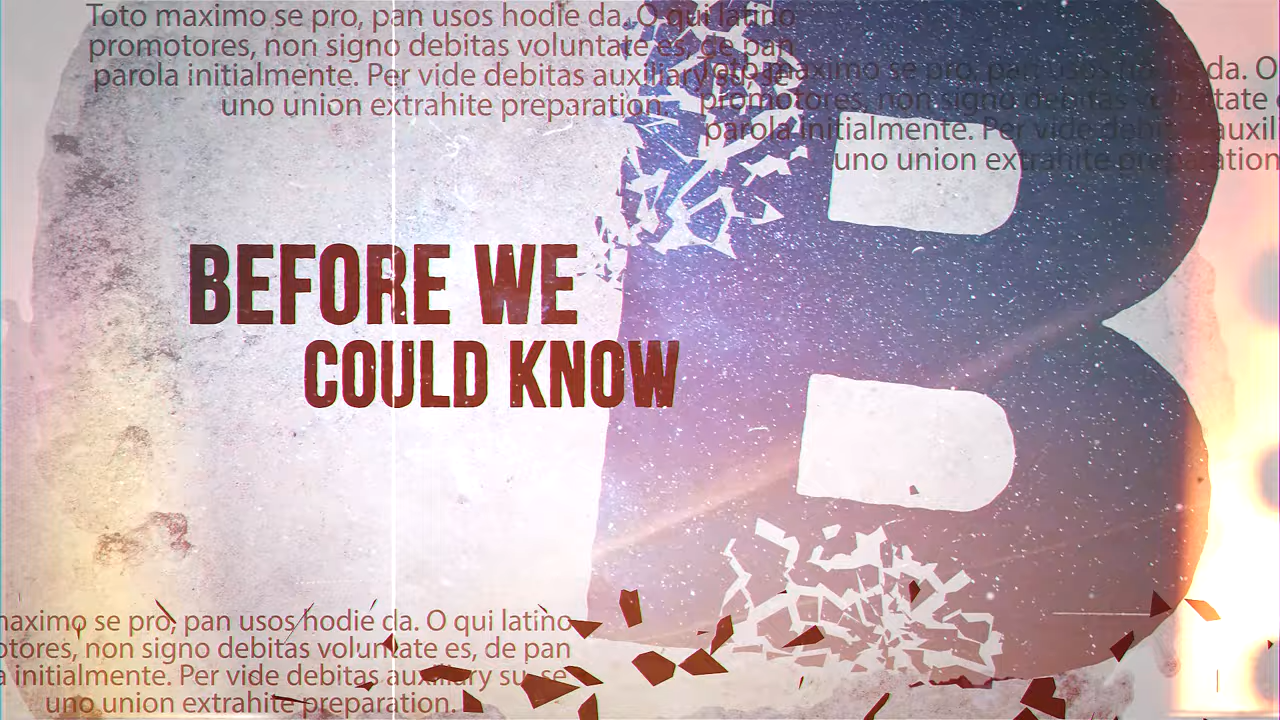 Toto maximo se pro, pan usos hodie da. O qui latino
promotores, non signo debitas voluntate es, de pan
parola initialmente. Per vide debitas auxiliary su, se
uno union extrahite preparation.
Toto maximo se pro, pan usos hodie da. O
promotores, non signo debitas voluntate
parola initialmente. Per vide debitas auxil
uno union extrahite preparation
BEFORE WE
COULD KNOW
B
maximo se pro, pan usos hodie da. O qui latino
otores, non signo debitas voluntate es, de pan
initialmente. Per vide debitas auxiliary su, se
uno union extrahite preparation.